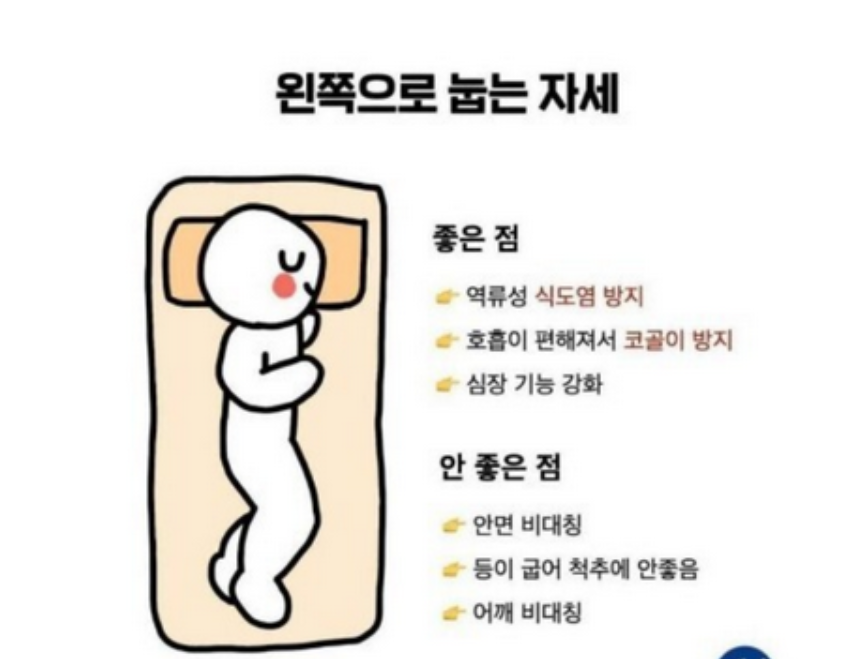 왼쪽으로 눕는 자세
좋은 점
👉 역류성 식도염 방지
👉 호흡이 편해져서 코골이 방지
👉 심장 기능 강화
안 좋은 점
👉 안면 비대칭
👉 등이 굽어 척추에 안좋음
👉 어깨 비대칭